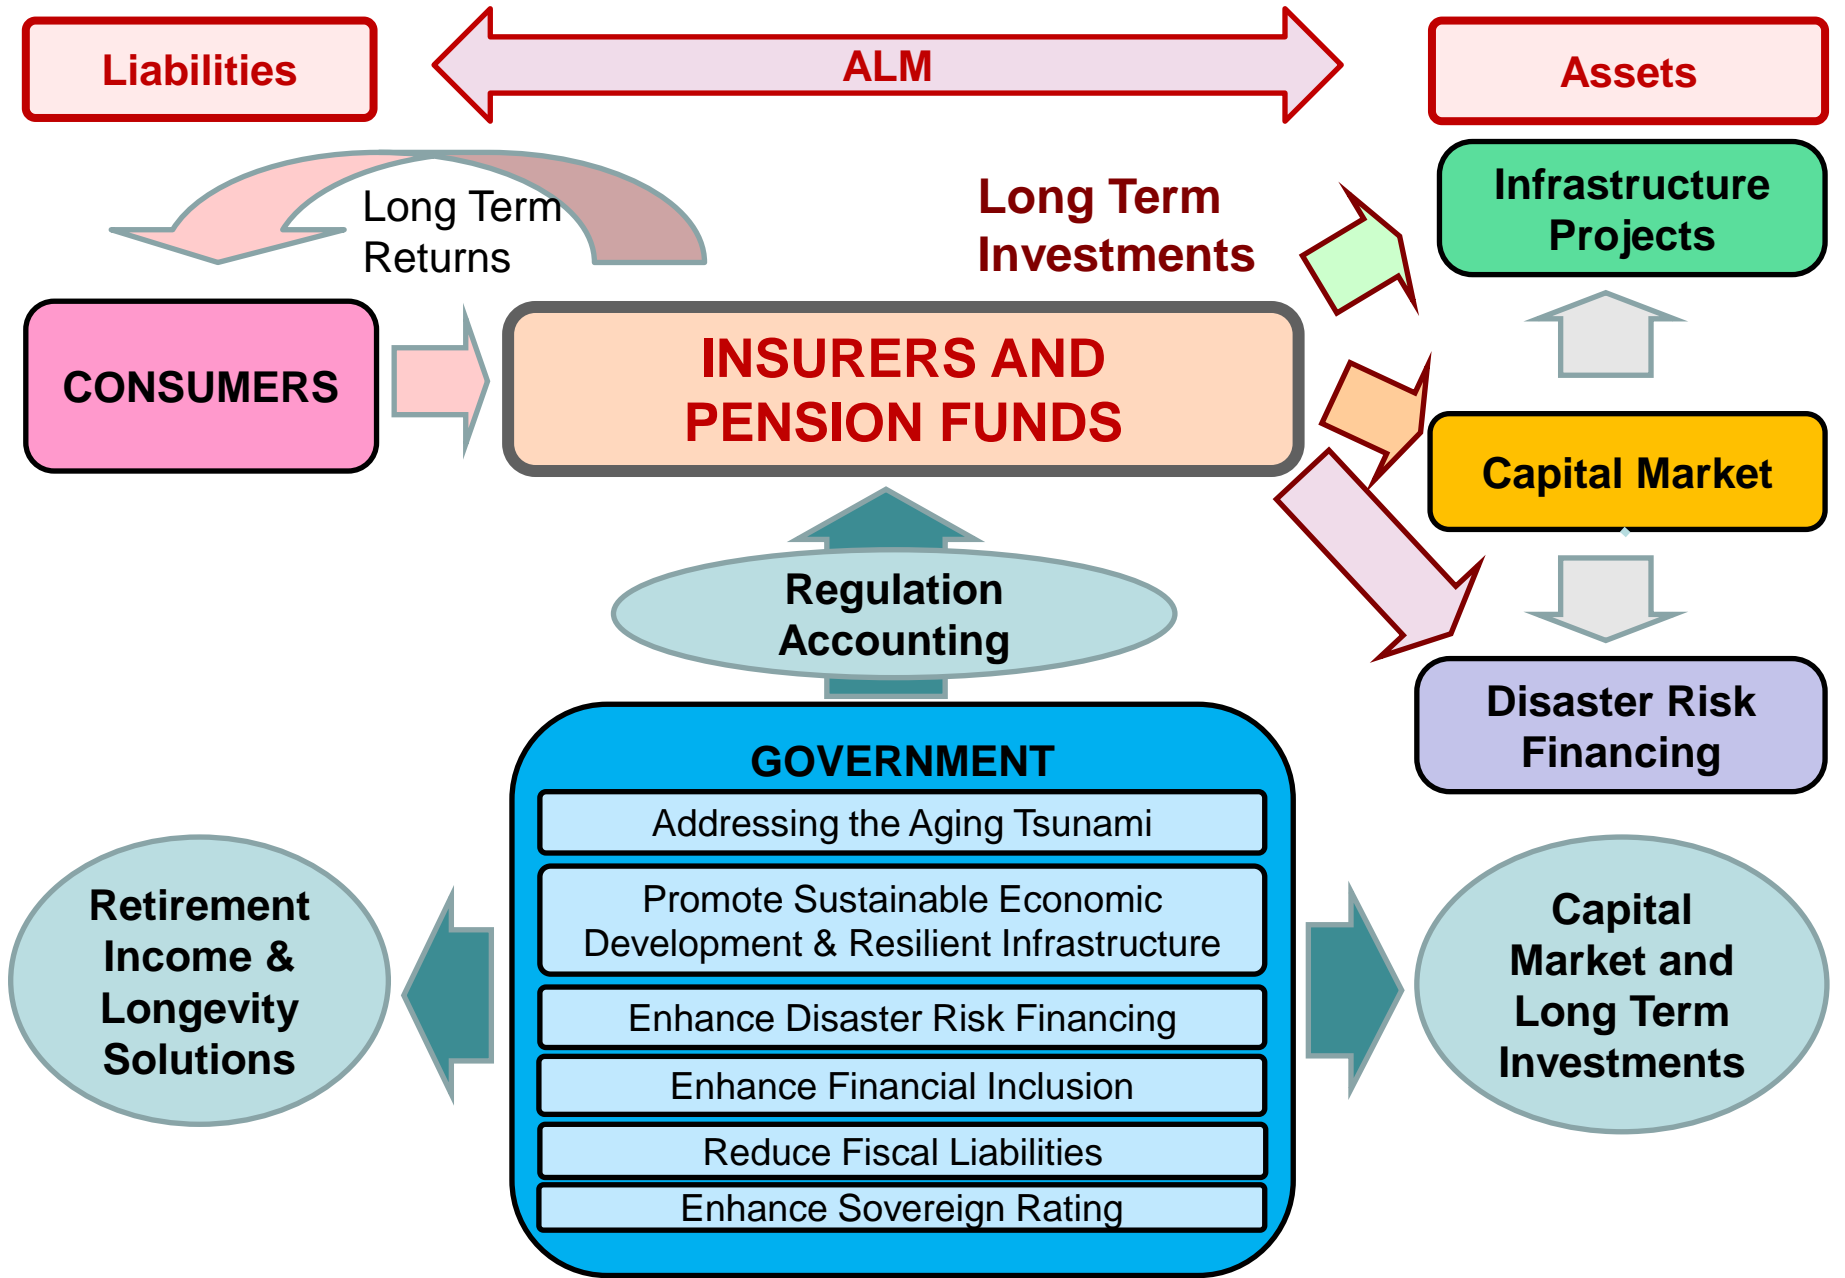 Liabilities
ALM
Assets
Long Term
Returns
Long Term
Investments
Infrastructure
Projects
CONSUMERS
INSURERS AND
PENSION FUNDS
Capital Market
Regulation
Accounting
Disaster Risk
Financing
GOVERNMENT
Addressing the Aging Tsunami
Promote Sustainable Economic
Development & Resilient Infrastructure
Enhance Disaster Risk Financing
Enhance Financial Inclusion
Reduce Fiscal Liabilities
Enhance Sovereign Rating
Retirement
Income &
Longevity
Solutions
Capital
Market and
Long Term
Investments